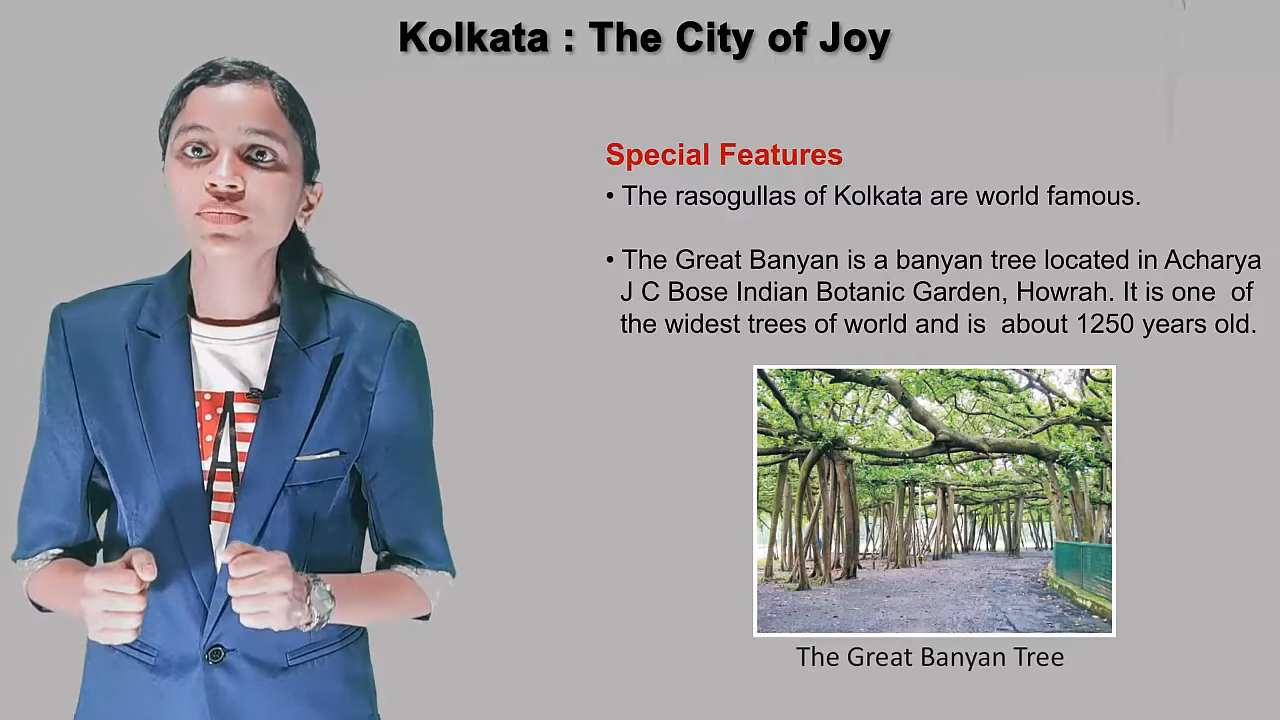 Kolkata : The City of Joy
Special Features
• The rasogullas of Kolkata are world famous.
• The Great Banyan is a banyan tree located in Acharya
J C Bose Indian Botanic Garden, Howrah. It is one of
the widest trees of world and is about 1250 years old.
A
The Great Banyan Tree